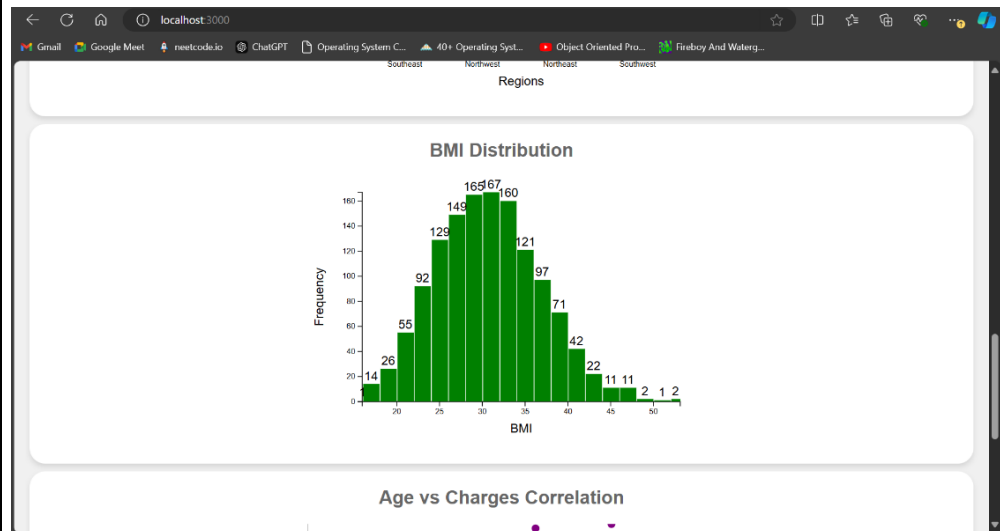 localhost:3000
Gmail Google Meet neetcode.io ChatGPT Operating System C... 40+ Operating Syst... Object Oriented Pro... Fireboy And Waterg...
Southeast Northwest Northeast Southwest
Regions
BMI Distribution
165 167 160
149
129 121
92 97
71
55
42
26 22
14 11 11
1 2 1 2
160
140
120
100
80
60
40
20
0
Frequency
20 25 30 35 40 45 50
BMI
Age vs Charges Correlation